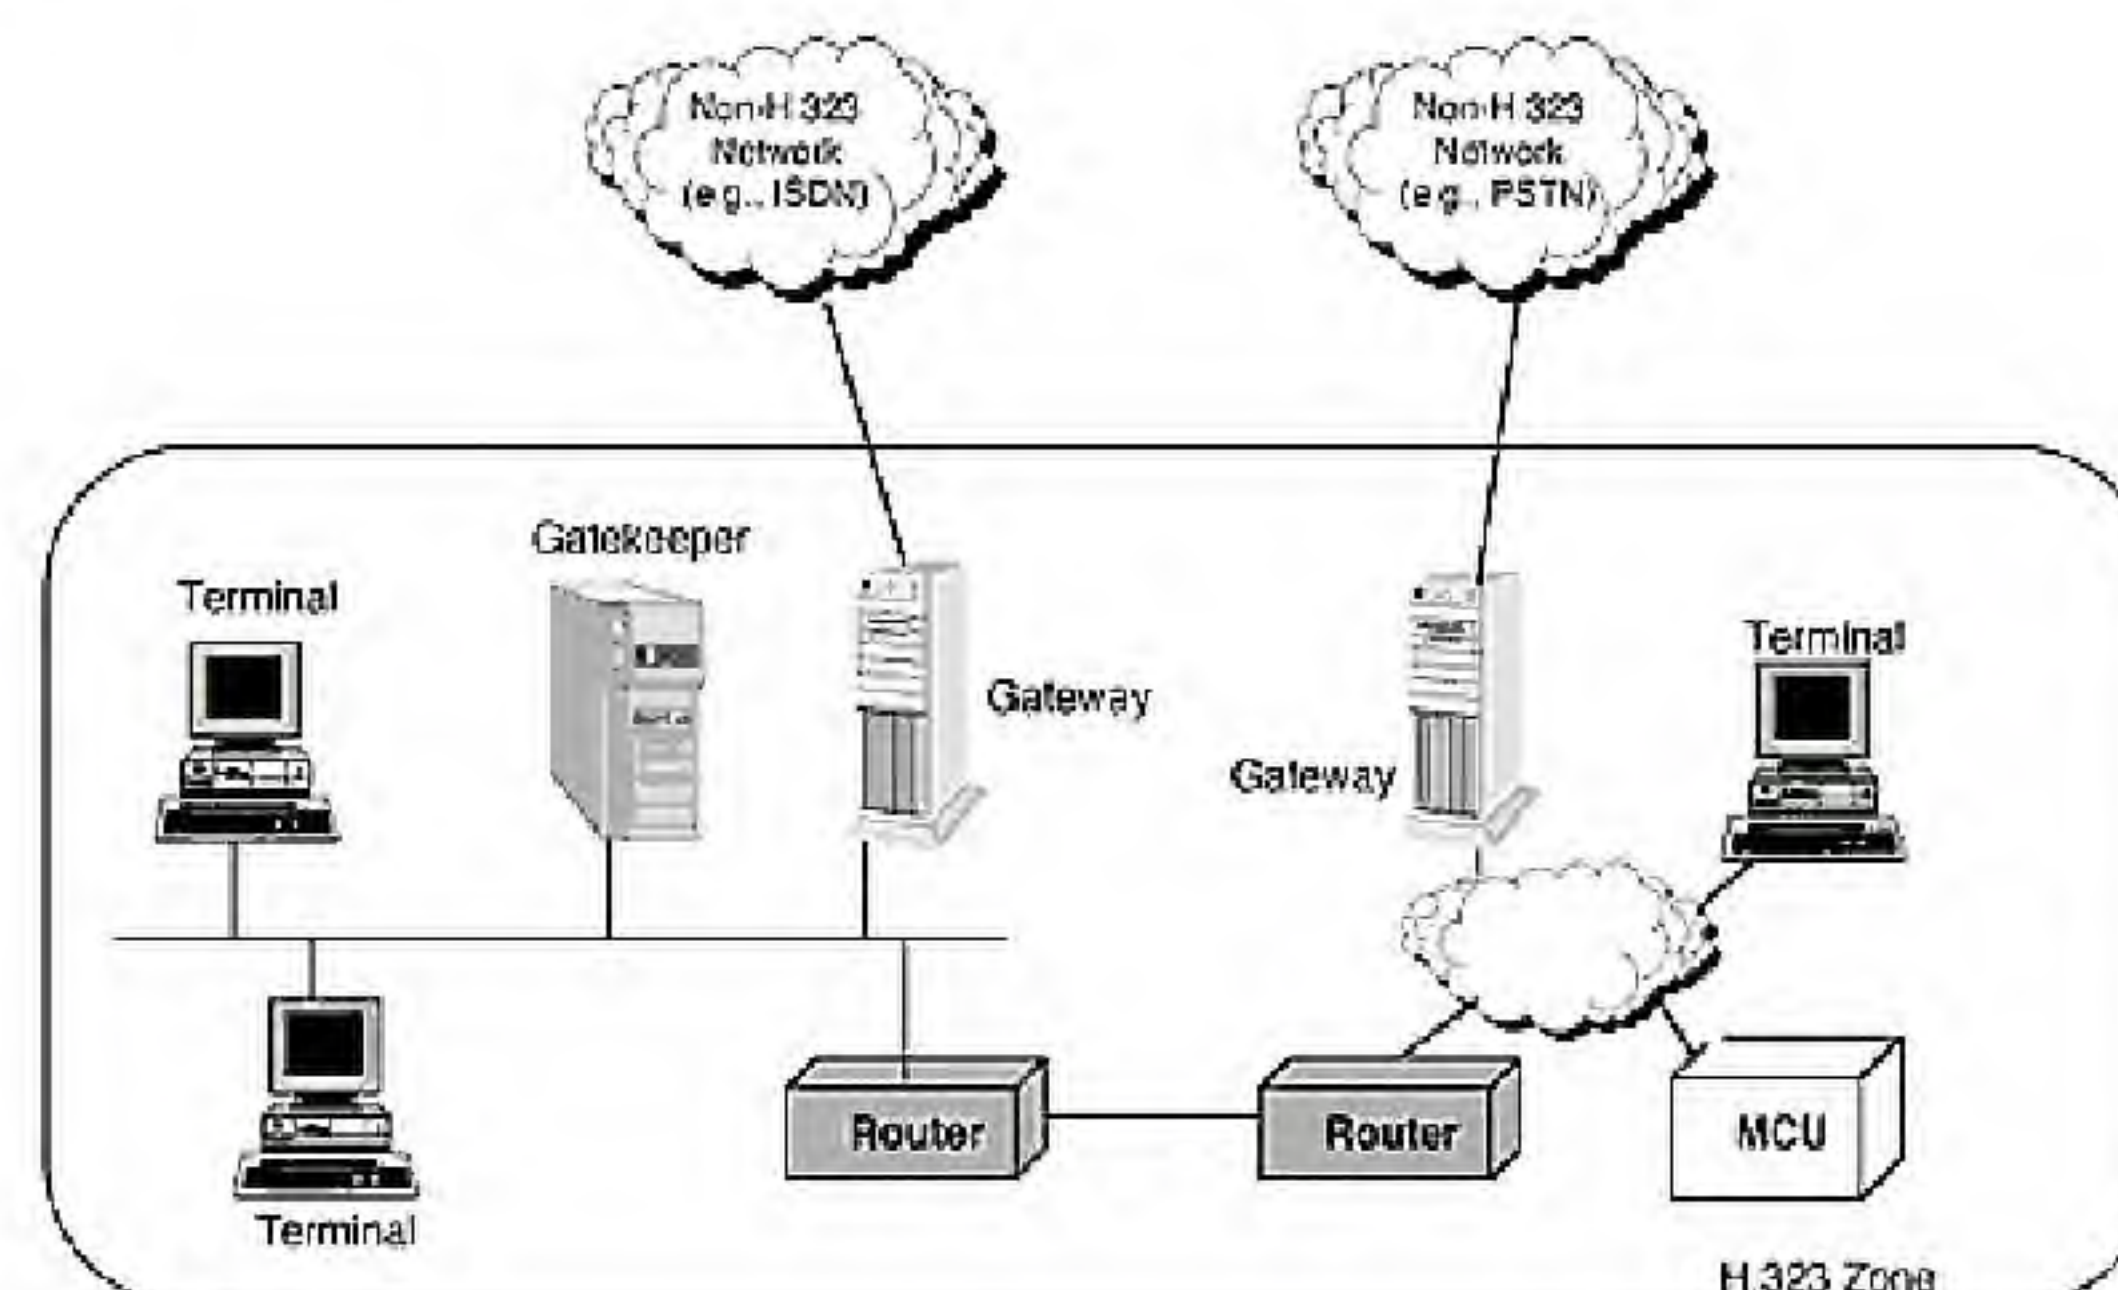 Non-H.323
Network
(e.g., ISDN)
Non-H.323
Network
(e.g., PSTN)
Gatekeeper
Terminal
Terminal
Gateway
Gateway
Router
Router
MCU
Terminal
H.323 Zone